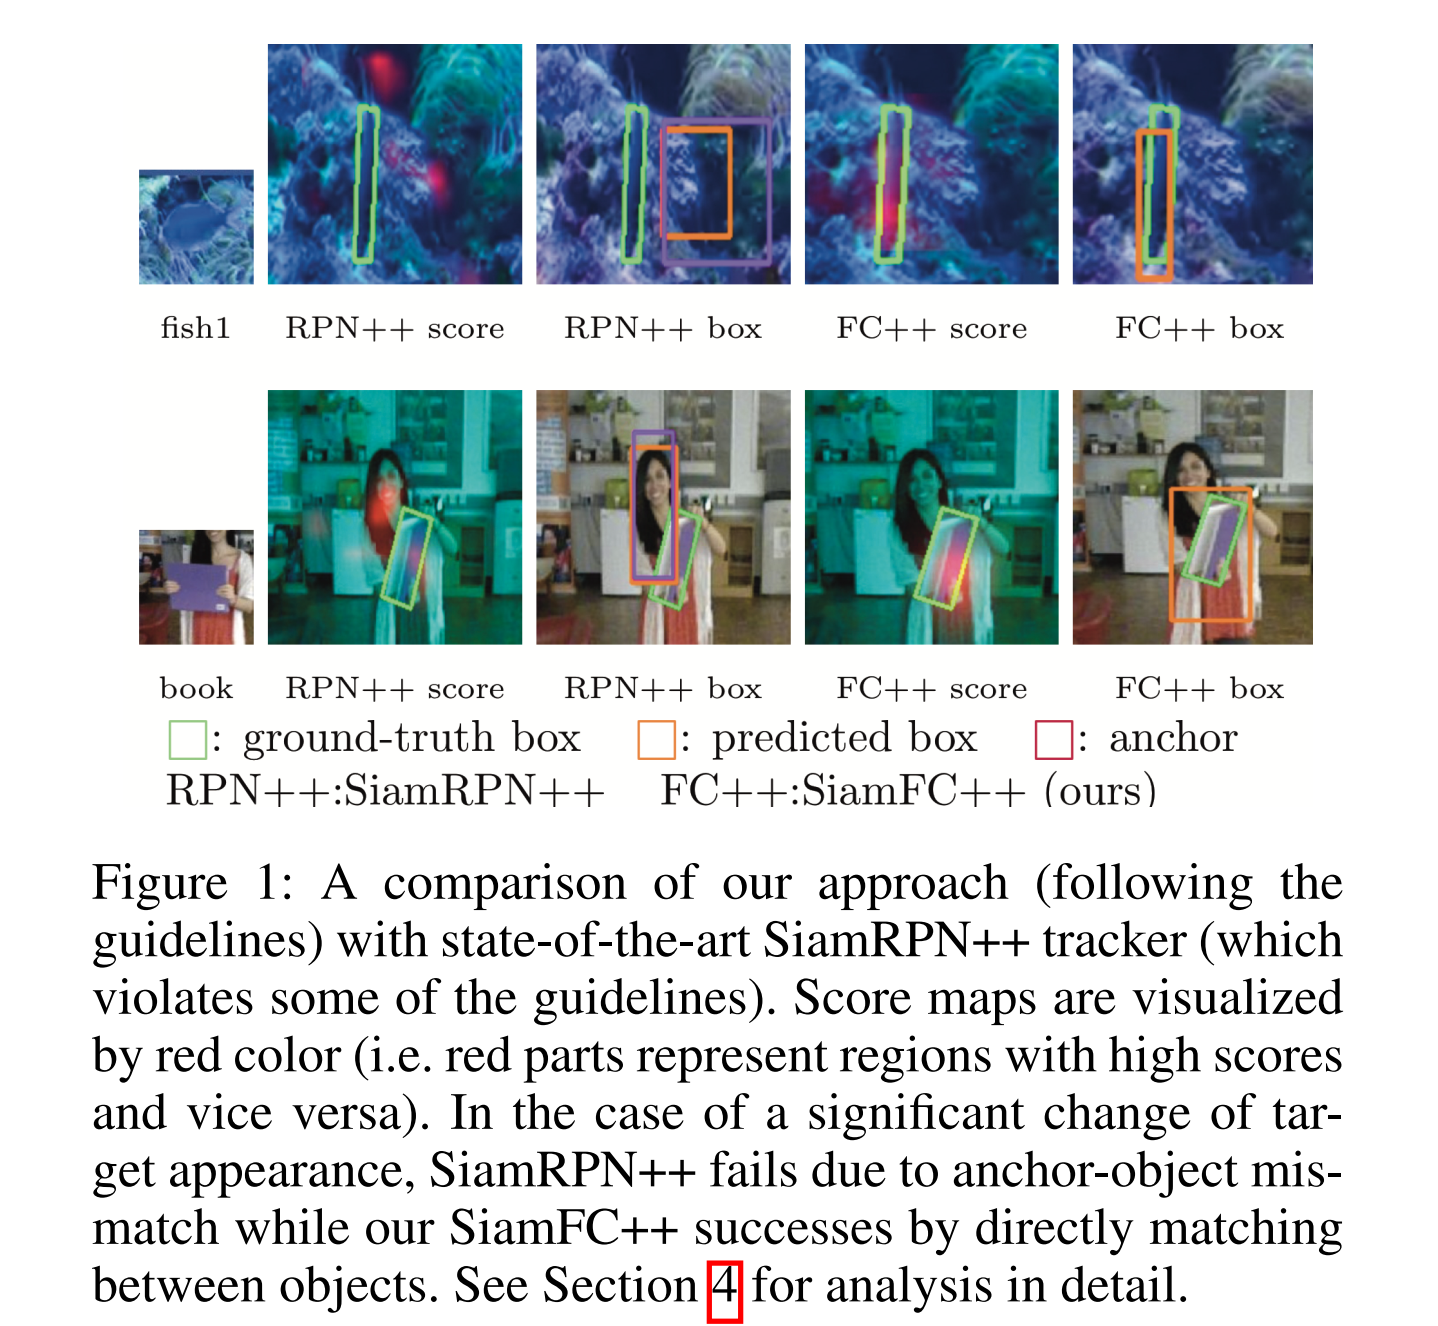 fish1 RPN++ score RPN++ box FC++ score FC++ box
book RPN++ score RPN++ box FC++ score FC++ box
: ground-truth box : predicted box : anchor
RPN++:SiamRPN++ FC++:SiamFC++ (ours)
Figure 1: A comparison of our approach (following the
guidelines) with state-of-the-art SiamRPN++ tracker (which
violates some of the guidelines). Score maps are visualized
by red color (i.e. red parts represent regions with high scores
and vice versa). In the case of a significant change of tar-
get appearance, SiamRPN++ fails due to anchor-object mis-
match while our SiamFC++ successes by directly matching
between objects. See Section 4 for analysis in detail.